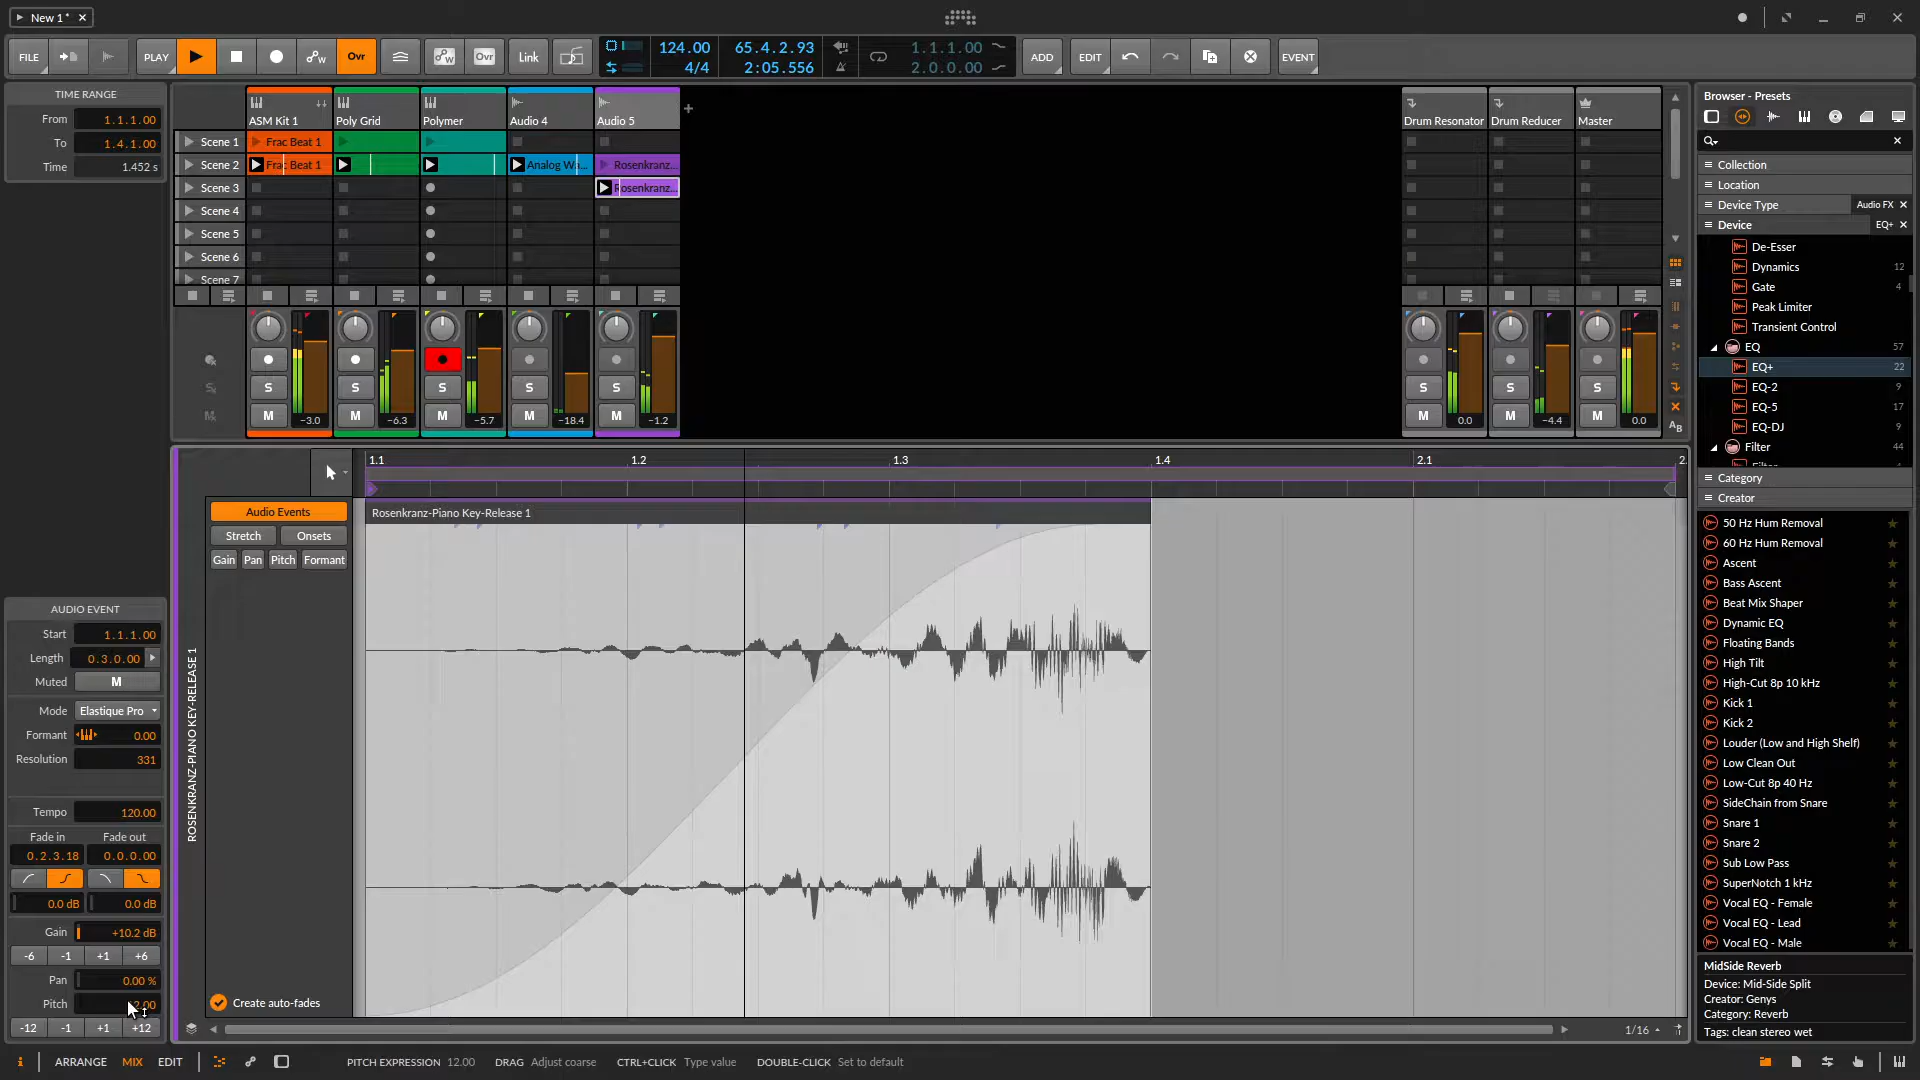 New 1 *
FILE
PLAY
Ovr
Ovr
Link
124.00
4/4
65.4.2.93
2:05.556
1.1.1.00
2.0.0.00
ADD
EDIT
EVENT
TIME RANGE
From 1.1.1.00
To 1.4.1.00
Time 1.452 s
ASM Kit 1
Poly Grid
Polymer
Audio 4
Audio 5
Drum Resonator
Drum Reducer
Master
Scene 1 Frac Beat 1
Scene 2 Frac Beat 1 Analog Wa... Rosenkranz...
Scene 3 Rosenkranz...
Scene 4
Scene 5
Scene 6
Scene 7
S S S S S S S S
M M M M M M M M
-3.0 -6.3 -5.7 -18.4 -1.2 0.0 -4.4 0.0
AB
Browser - Presets
Collection
Location
Device Type Audio FX
Device EQ+
De-Esser
Dynamics 12
Gate 4
Peak Limiter
Transient Control
EQ 57
EQ+ 22
EQ-2 9
EQ-5 17
EQ-DJ 9
Filter 44
Category
Creator
50 Hz Hum Removal
60 Hz Hum Removal
Ascent
Bass Ascent
Beat Mix Shaper
Dynamic EQ
Floating Bands
High Tilt
High-Cut 8p 10 kHz
Kick 1
Kick 2
Louder (Low and High Shelf)
Low Clean Out
Low-Cut 8p 40 Hz
SideChain from Snare
Snare 1
Snare 2
Sub Low Pass
SuperNotch 1 kHz
Vocal EQ - Female
Vocal EQ - Lead
Vocal EQ - Male
MidSide Reverb
Device: Mid-Side Split
Creator: Genys
Category: Reverb
Tags: clean stereo wet
1.1 1.2 1.3 1.4 2.1 2.
Audio Events
Stretch Onsets
Gain Pan Pitch Formant
Rosenkranz-Piano Key-Release 1
ROSENKRANZ-PIANO KEY-RELEASE 1
Create auto-fades
1/16
AUDIO EVENT
Start 1.1.1.00
Length 0.3.0.00
Muted M
Mode Elastique Pro
Formant 0.00
Resolution 331
Tempo 120.00
Fade in Fade out
0.2.3.18 0.0.0.00
0.0 dB 0.0 dB
Gain +10.2 dB
-6 -1 +1 +6
Pan 0.00 %
Pitch
-12 -1 +1 +12
i ARRANGE MIX EDIT
PITCH EXPRESSION 12.00 DRAG Adjust coarse CTRL+CLICK Type value DOUBLE-CLICK Set to default